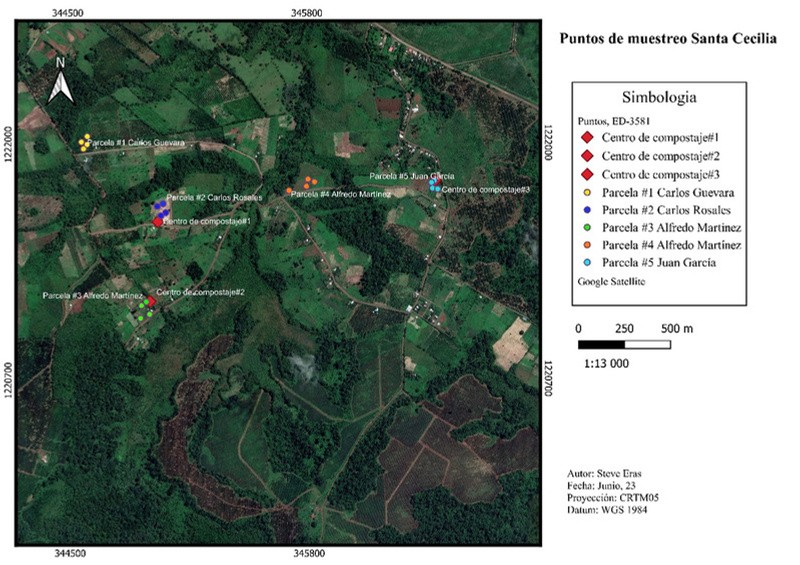 344500
345800
Puntos de muestreo Santa Cecilia
N
1222000
1222000
Parcela #1 Carlos Guevara
Parcela #5 Juan García
Centro de compostaje#3
Parcela #4 Alfredo Martínez
Parcela #2 Carlos Rosales
Centro de compostaje#1
Parcela #3 Alfredo Martínez
Centro de compostaje#2
1220700
1220700
344500
345800
Simbologia
Puntos, ED-3581
Centro de compostaje#1
Centro de compostaje#2
Centro de compostaje#3
Parcela #1 Carlos Guevara
Parcela #2 Carlos Rosales
Parcela #3 Alfredo Martinez
Parcela #4 Alfredo Martínez
Parcela #5 Juan García
Google Satellite
0 250 500 m
1:13 000
Autor: Steve Eras
Fecha: Junio, 23
Proyección: CRTM05
Datum: WGS 1984